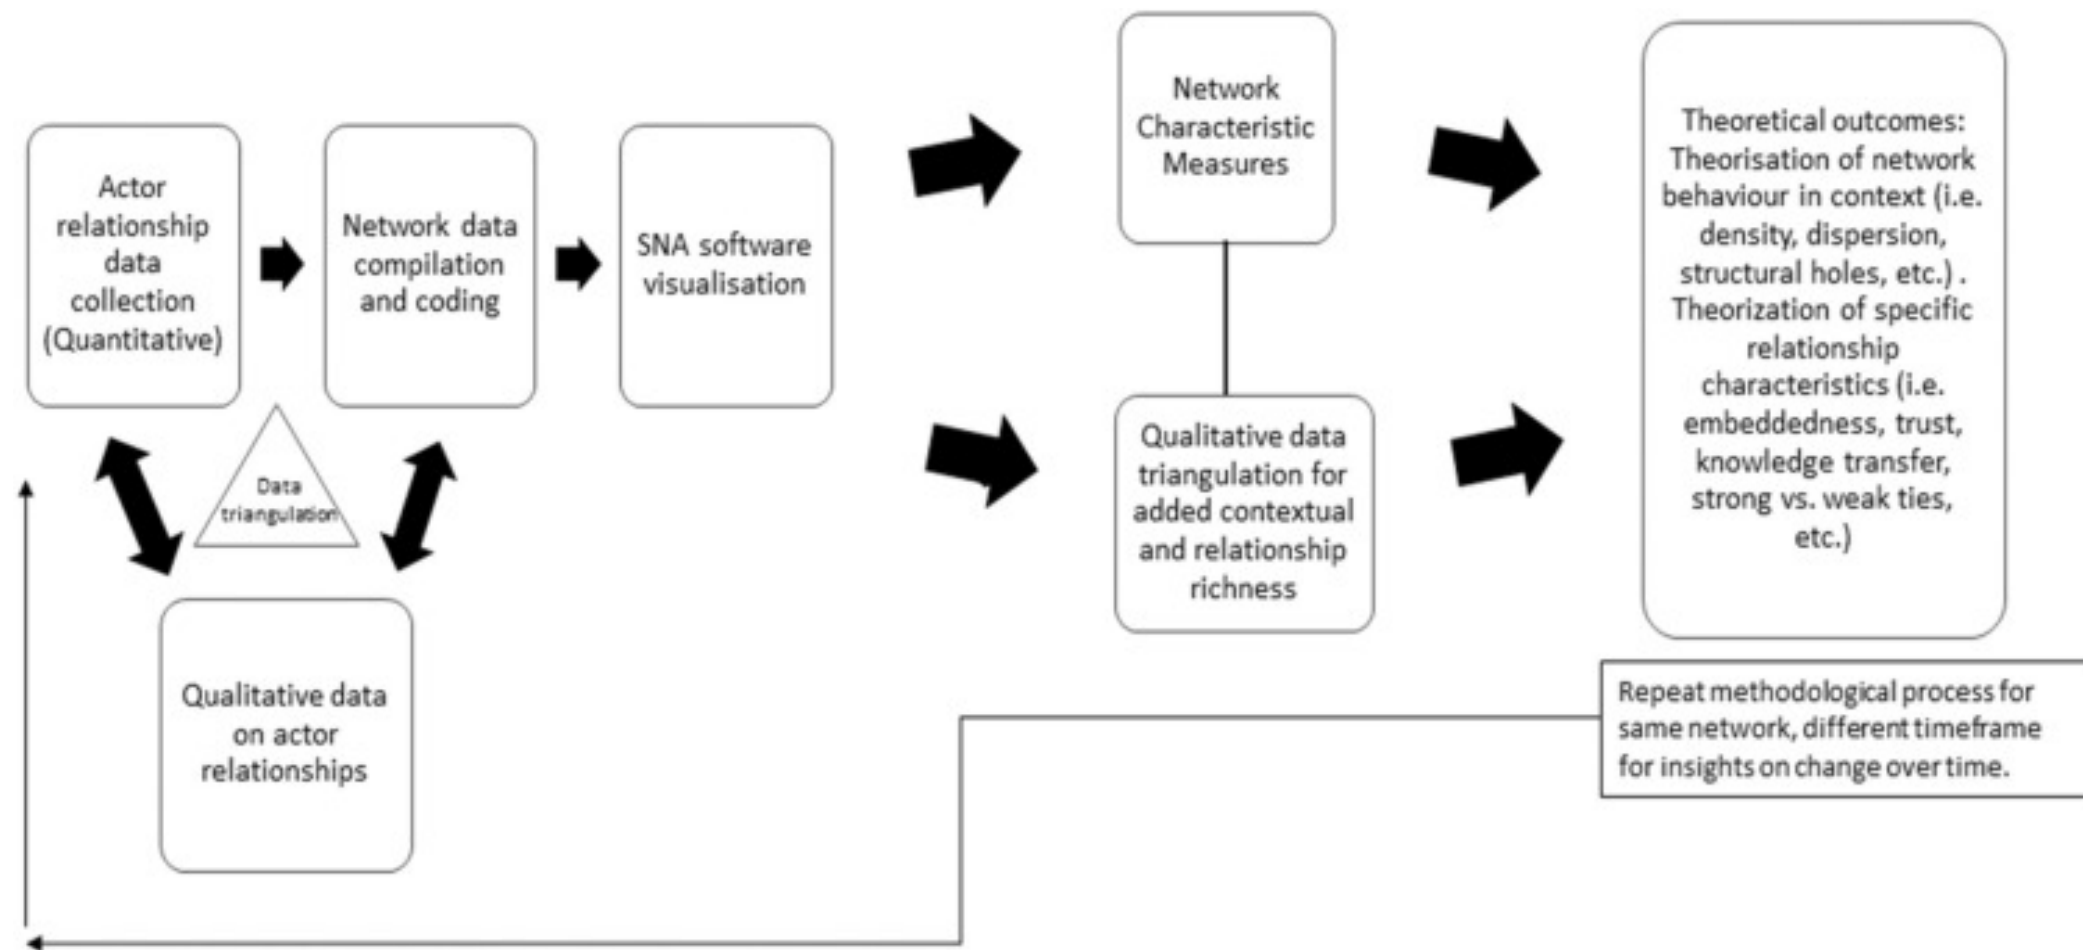 Actor
relationship
data
collection
(Quantitative)
Network data
compilation
and coding
SNA software
visualisation
Data
triangulation
Qualitative data
on actor
relationships
Network
Characteristic
Measures
Qualitative data
triangulation for
added contextual
and relationship
richness
Theoretical outcomes:
Theorisation of network
behaviour in context (i.e.
density, dispersion,
structural holes, etc.) .
Theorization of specific
relationship
characteristics (i.e.
embeddedness, trust,
knowledge transfer,
strong vs. weak ties,
etc.)
Repeat methodological process for
same network, different timeframe
for insights on change over time.